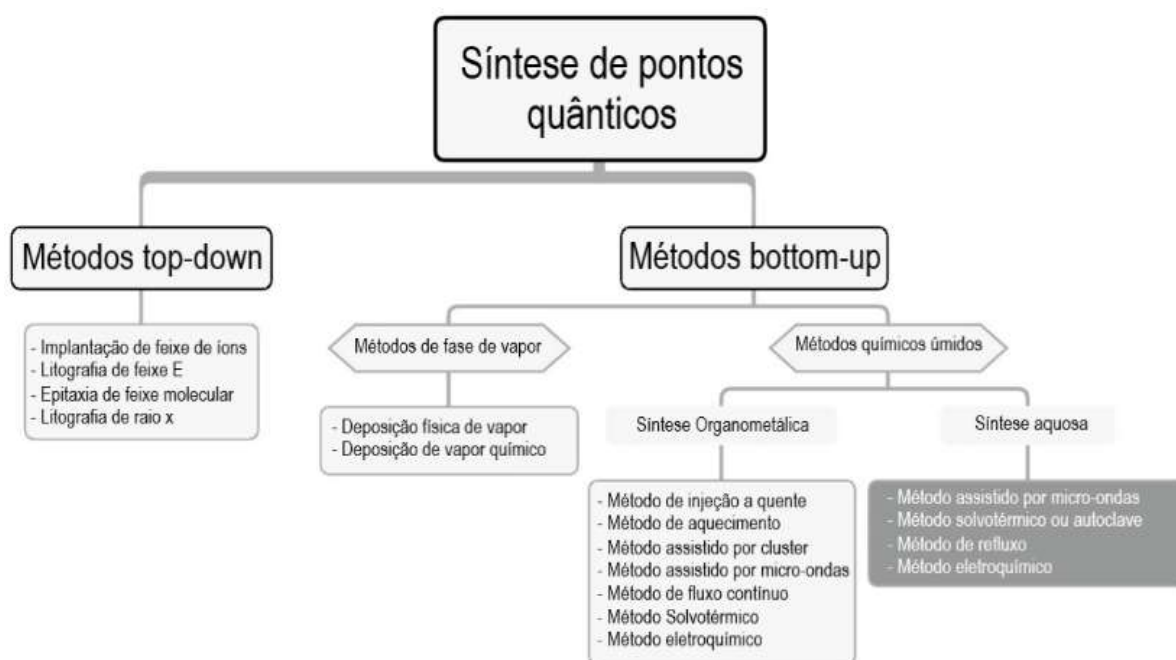 Síntese de pontos
quânticos
Métodos top-down
- Implantação de feixe de íons
- Litografia de feixe E
- Epitaxia de feixe molecular
- Litografia de raio x
Métodos bottom-up
Métodos de fase de vapor
- Deposição física de vapor
- Deposição de vapor químico
Métodos químicos úmidos
Síntese Organometálica
- Método de injeção a quente
- Método de aquecimento
- Método assistido por cluster
- Método assistido por micro-ondas
- Método de fluxo contínuo
- Método Solvotérmico
- Método eletroquímico
Síntese aquosa
- Método assistido por micro-ondas
- Método solvotérmico ou autoclave
- Método de refluxo
- Método eletroquímico